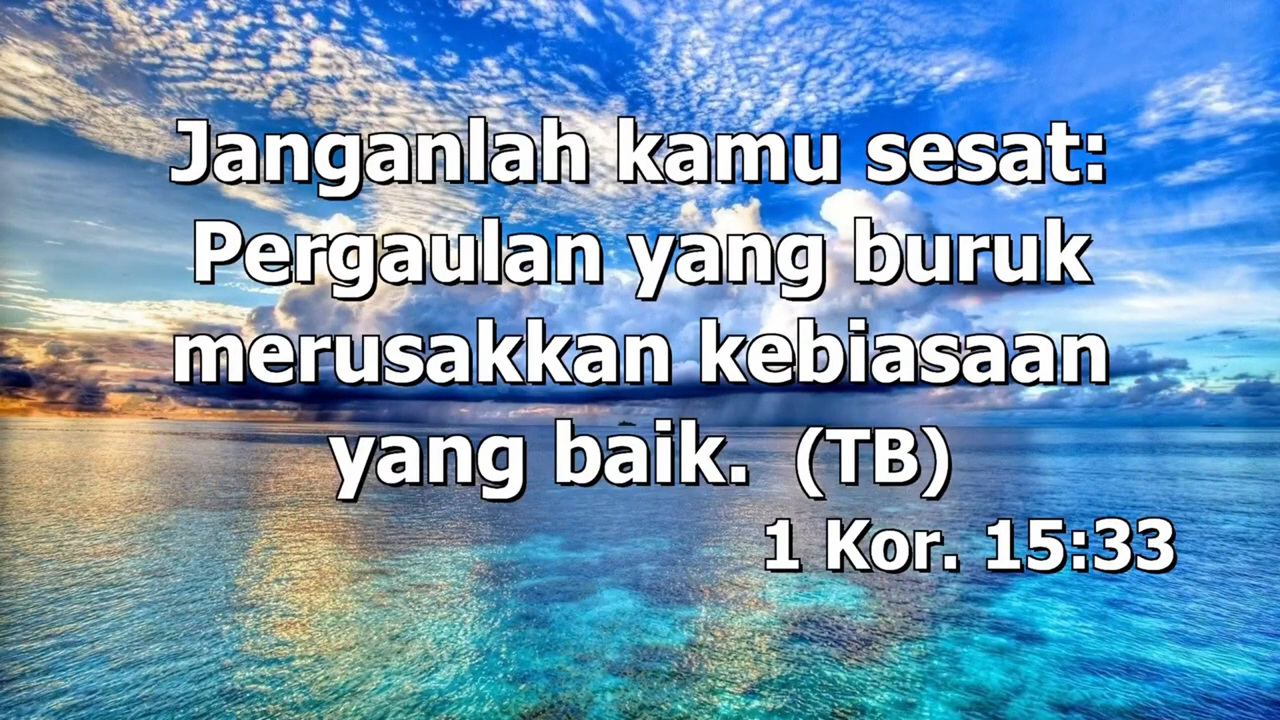 Janganlah kamu sesat:
Pergaulan yang buruk
merusakkan kebiasaan
yang baik. (TB)
1 Kor. 15:33